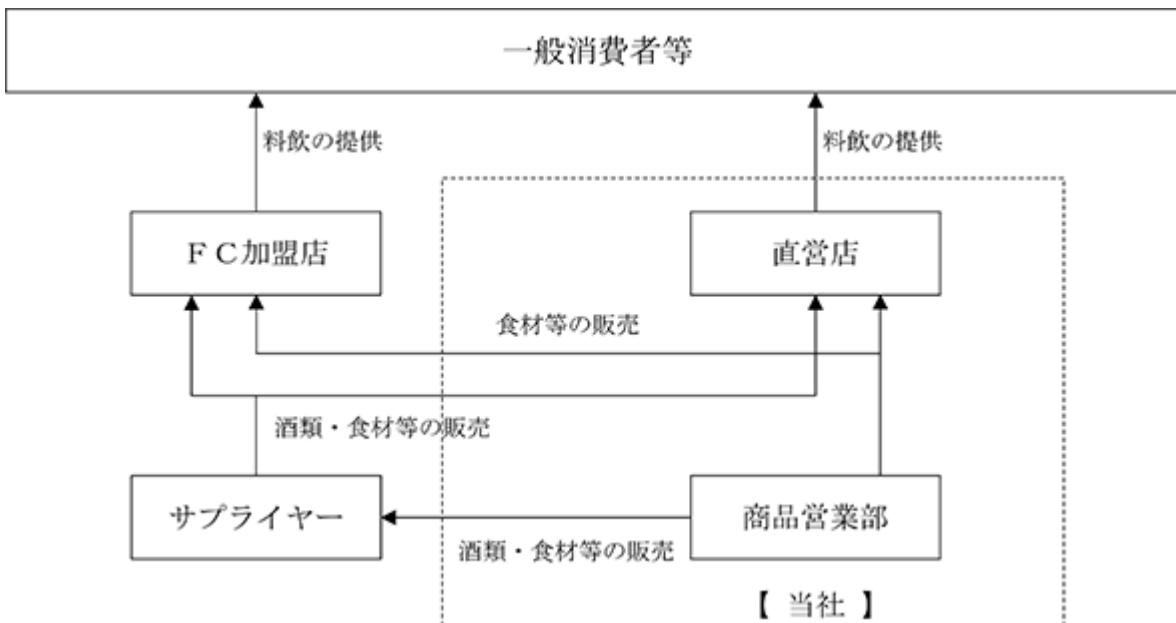 一般消費者等
料飲の提供
料飲の提供
ＦＣ加盟店
直営店
食材等の販売
酒類・食材等の販売
サプライヤー
商品営業部
酒類・食材等の販売
【 当社 】